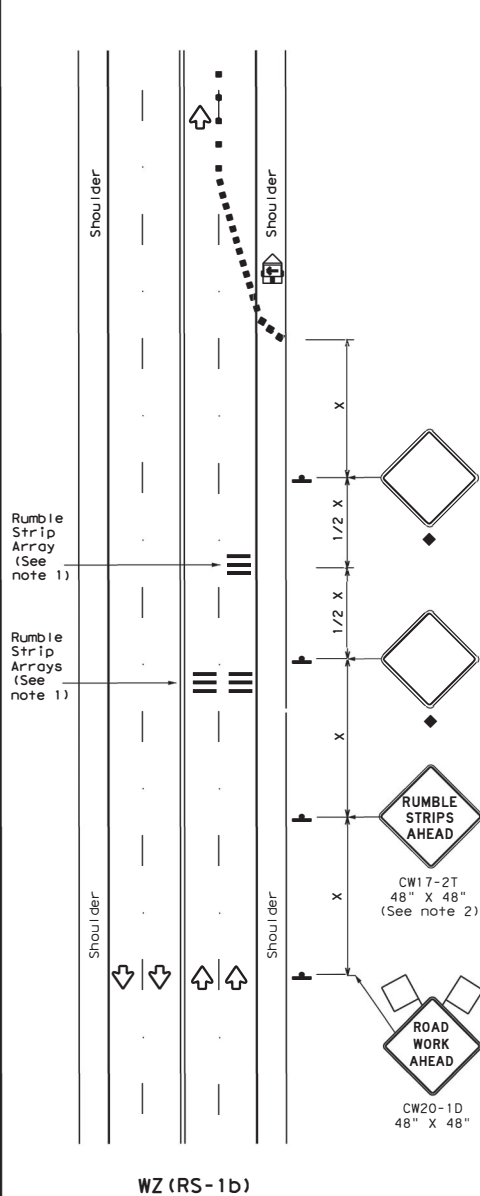 Shoulder
Shoulder
X
1/2 X
Rumble
Strip
Array
(See
note 1)
1/2 X
Rumble
Strip
Arrays
(See
note 1)
X
RUMBLE
STRIPS
AHEAD
CW17-2T
48" X 48"
(See note 2)
X
Shoulder
Shoulder
ROAD
WORK
AHEAD
CW20-1D
48" X 48"
WZ(RS-1b)